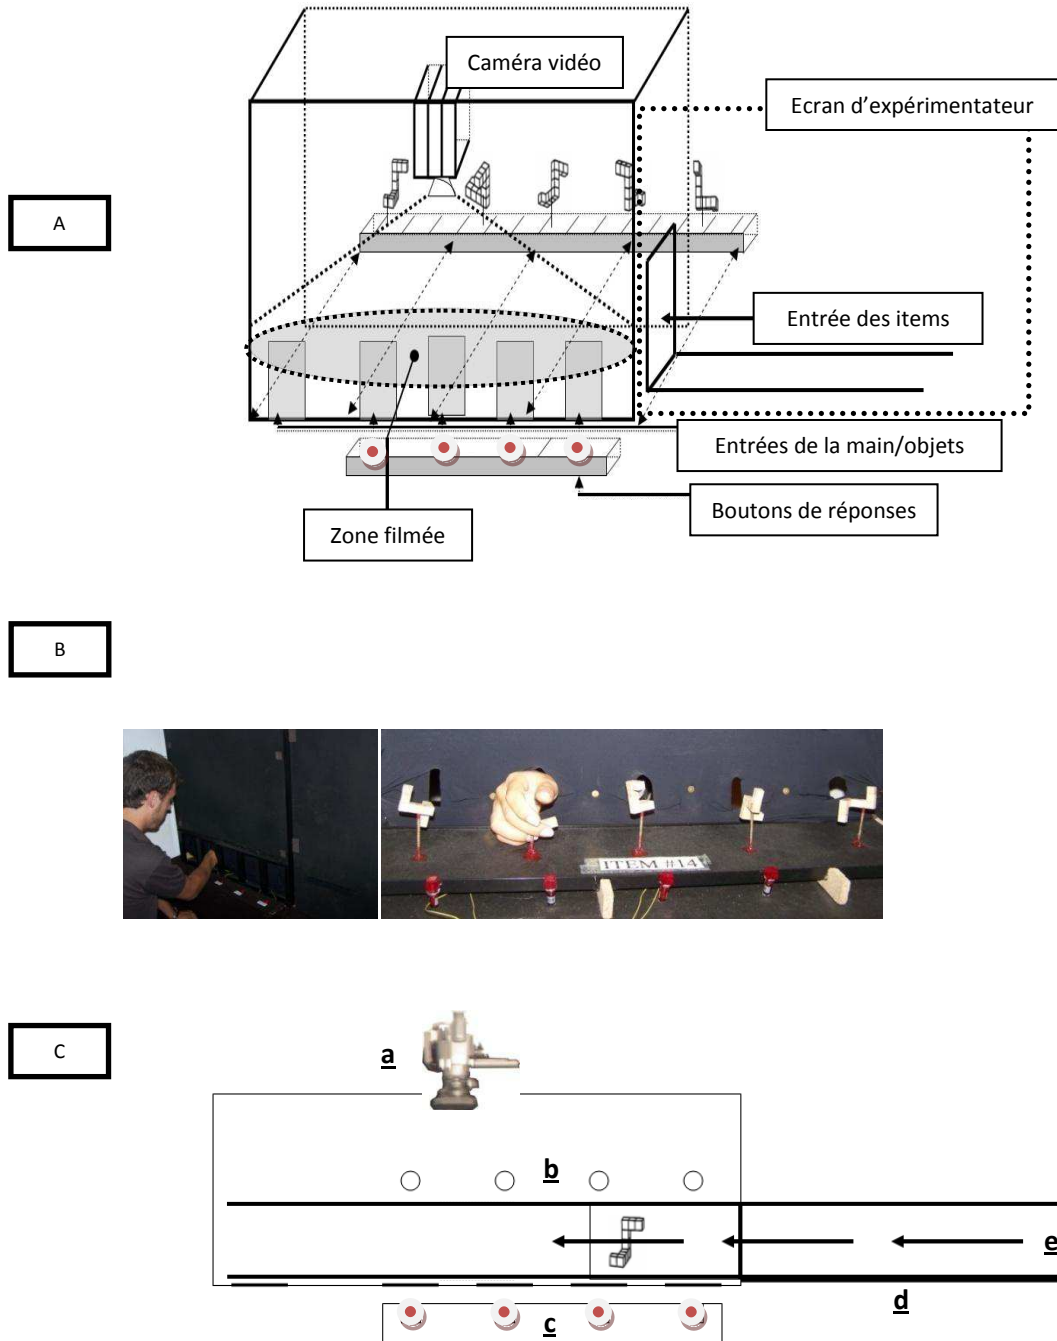 Caméra vidéo
Ecran d'expérimentateur
A
Entrée des items
Entrées de la main/objets
Boutons de réponses
Zone filmée
B
ITEM #14
C
a
b
e
d
c